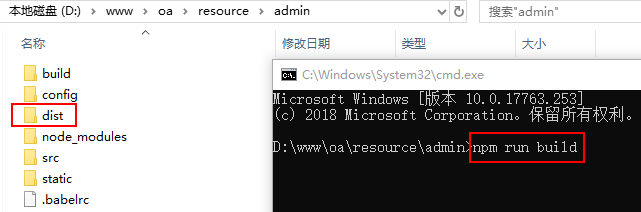 本地磁盘 (D:) › www › oa › resource › admin
搜索"admin"
名称
修改日期
类型
大小
build
config
dist
node_modules
src
static
.babelrc
C:\Windows\System32\cmd.exe
Microsoft Windows [版本 10.0.17763.253]
(c) 2018 Microsoft Corporation。保留所有权利。
D:\www\oa\resource\admin>npm run build